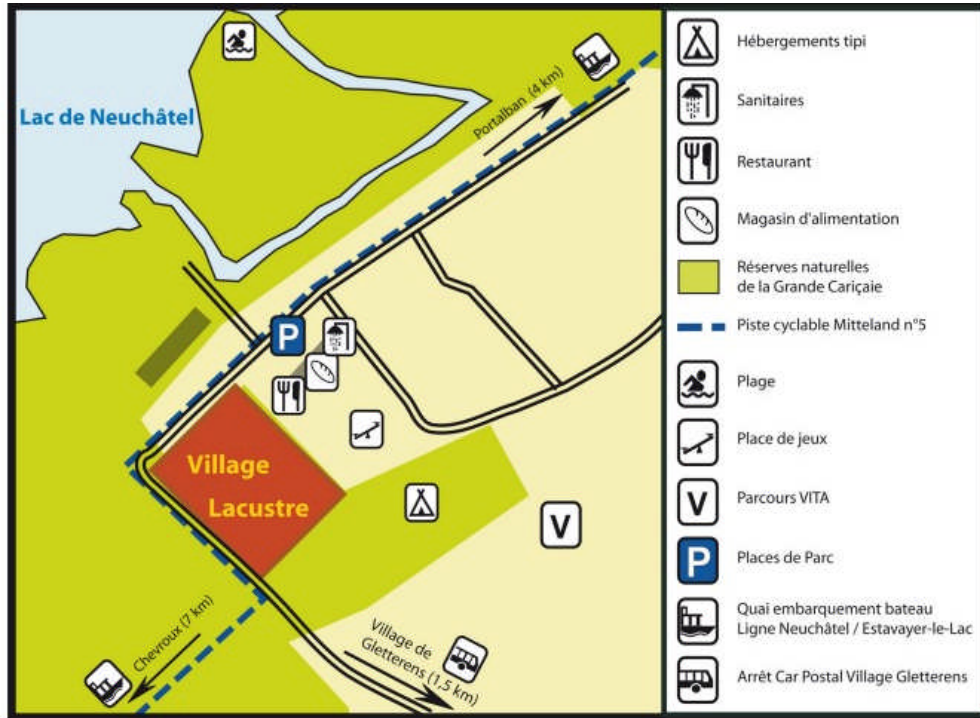 Lac de Neuchâtel
Portalban (4 km)
P
Village
Lacustre
V
Chevroux (7 km)
Village de
Gletterens (1,5 km)
Hébergements tipi
Sanitaires
Restaurant
Magasin d'alimentation
Réserves naturelles
de la Grande Cariçaie
Piste cyclable Mitteland n°5
Plage
Place de jeux
V
Parcours VITA
P
Places de Parc
Quai embarquement bateau
Ligne Neuchâtel / Estavayer-le-Lac
Arrêt Car Postal Village Gletterens